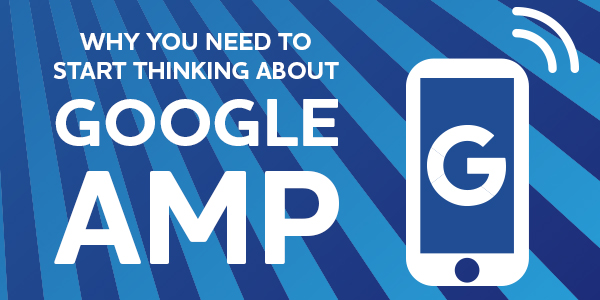 WHY YOU NEED TO
START THINKING ABOUT
GOOGLE
AMP
G